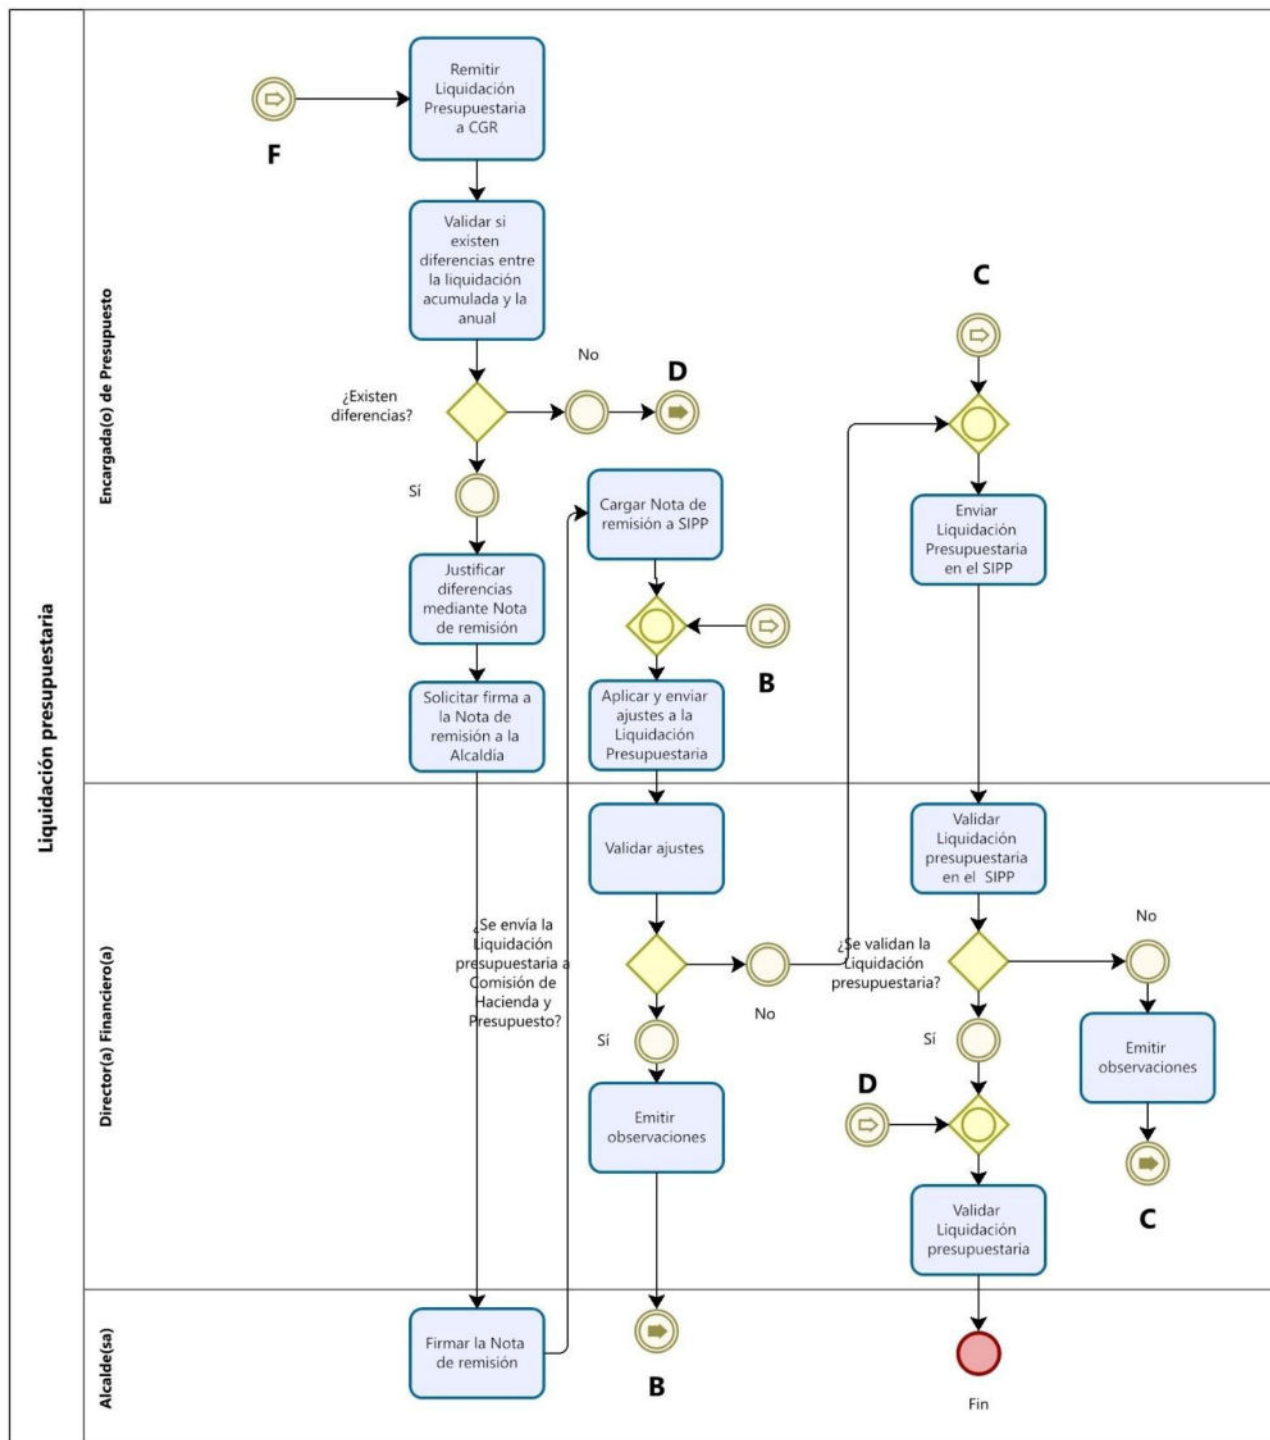 Liquidación presupuestaria
Encargada(o) de Presupuesto
F
Remitir
Liquidación
Presupuestaria
a CGR
Validar si
existen
diferencias entre
la liquidación
acumulada y la
anual
¿Existen
diferencias?
No
D
Sí
Justificar
diferencias
mediante Nota
de remisión
Solicitar firma a
la Nota de
remisión a la
Alcaldía
Cargar Nota de
remisión a SIPP
B
Aplicar y enviar
ajustes a la
Liquidación
Presupuestaria
C
Enviar
Liquidación
Presupuestaria
en el SIPP
Director(a) Financiero(a)
Validar ajustes
¿Se envía la
Liquidación
presupuestaria a
Comisión de
Hacienda y
Presupuesto?
No
Sí
Emitir
observaciones
Validar
Liquidación
presupuestaria
en el SIPP
¿Se validan la
Liquidación
presupuestaria?
No
Sí
Emitir
observaciones
D
C
Validar
Liquidación
presupuestaria
Alcalde(sa)
Firmar la Nota
de remisión
B
Fin